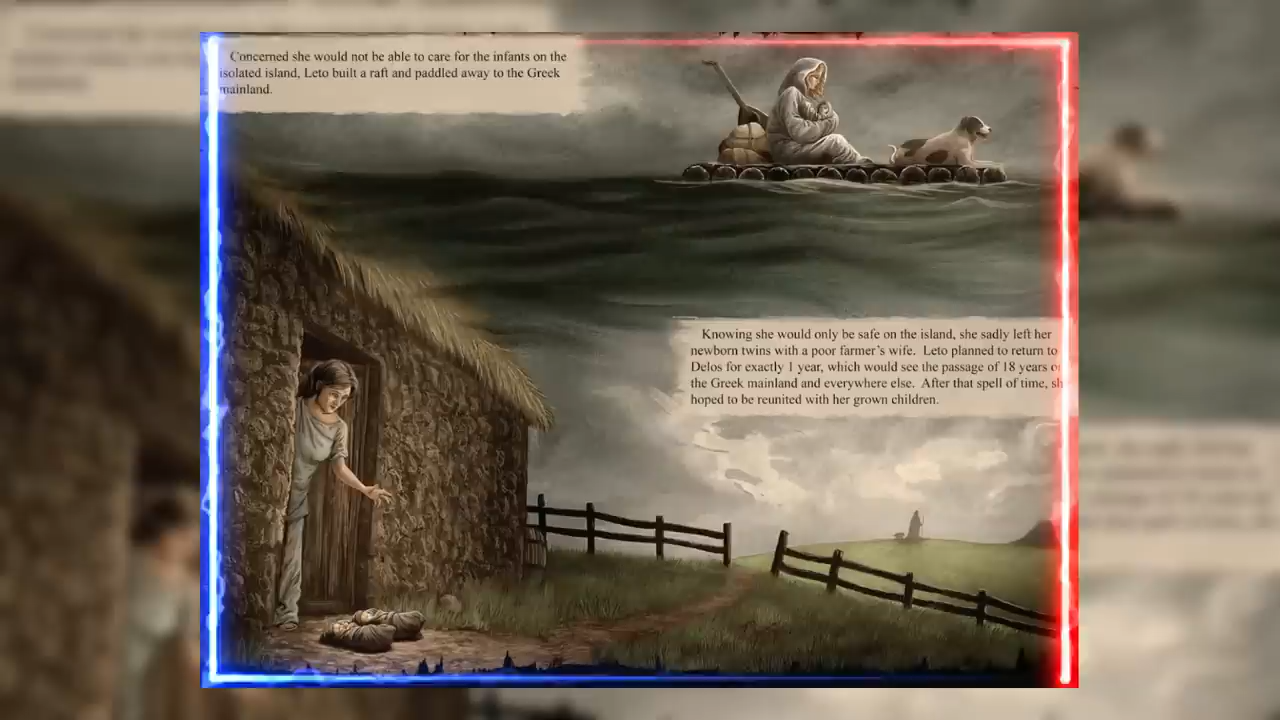 Concerned she would not be able to care for the infants on the
isolated island, Leto built a raft and paddled away to the Greek
mainland.
Knowing she would only be safe on the island, she sadly left her
newborn twins with a poor farmer's wife.  Leto planned to return to
Delos for exactly 1 year, which would see the passage of 18 years
the Greek mainland and everywhere else.  After that spell of time,
hoped to be reunited with her grown children.